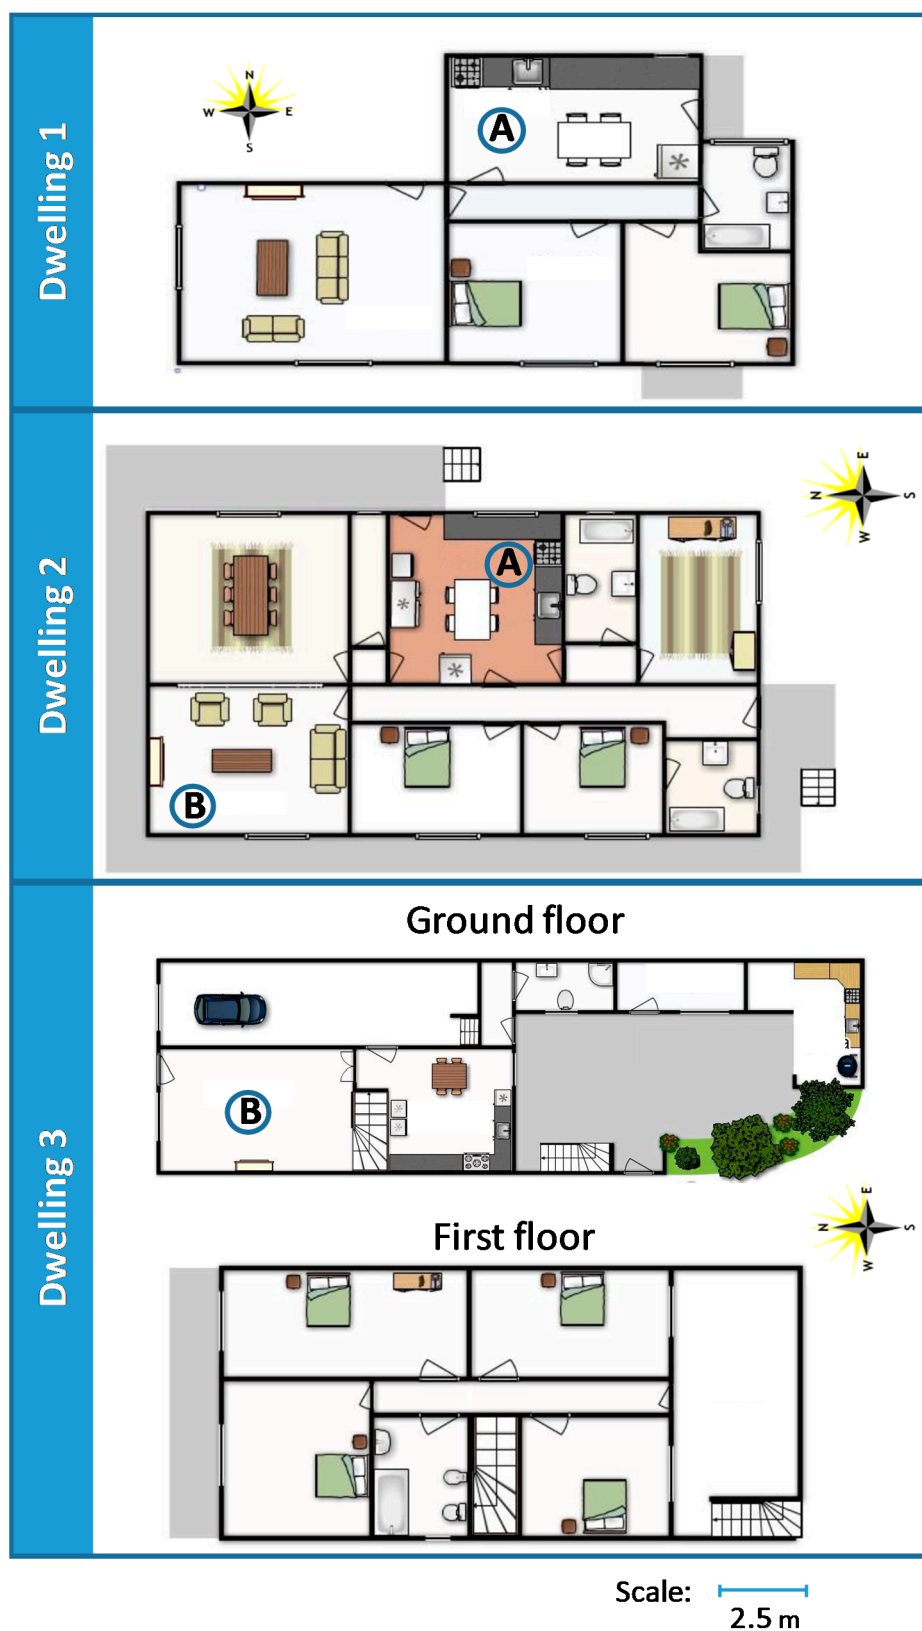 Dwelling 1
N
W
E
S
A
Dwelling 2
E
N
S
W
A
B
Dwelling 3
Ground floor
B
E
N
S
W
First floor
Scale:
2.5 m